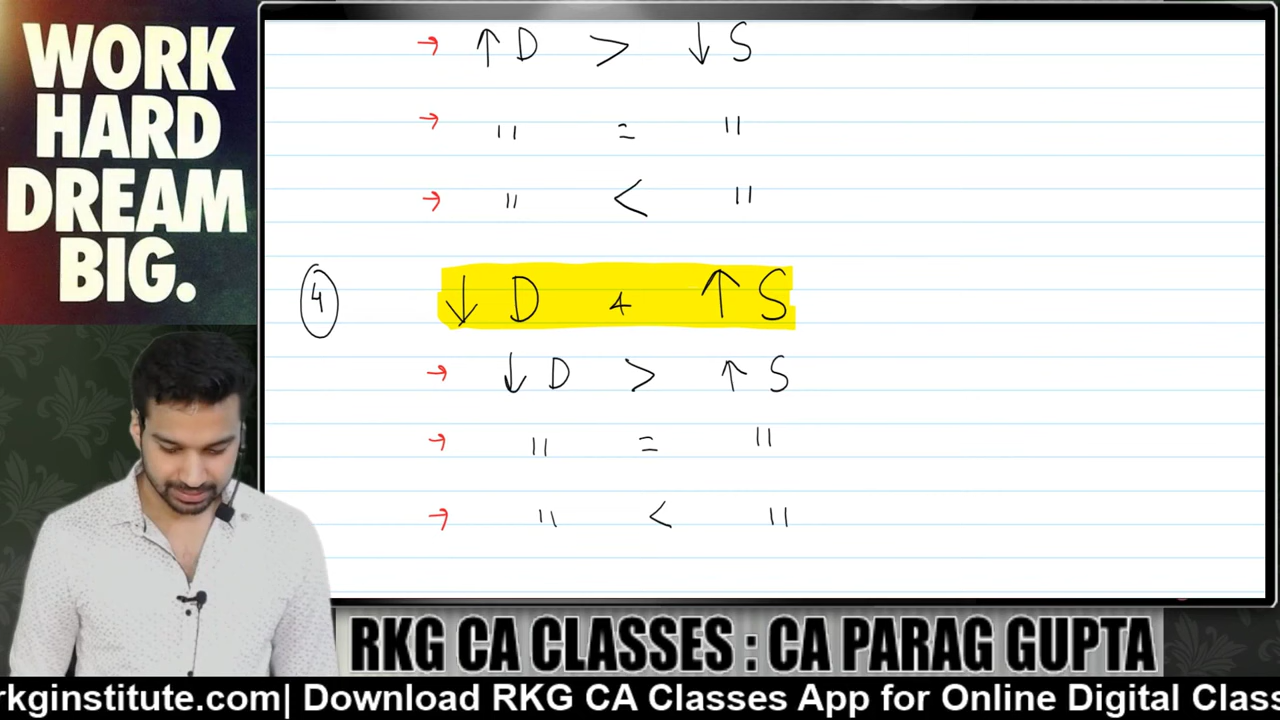 WORK
HARD
DREAM
BIG.
→ ↑ D > ↓ S
→ " = "
→ " < "
④ ↓ D & ↑ S
→ ↓ D > ↑ S
→ " = "
→ " < "
RKG CA CLASSES : CA PARAG GUPTA
rkginstitute.com| Download RKG CA Classes App for Online Digital Class